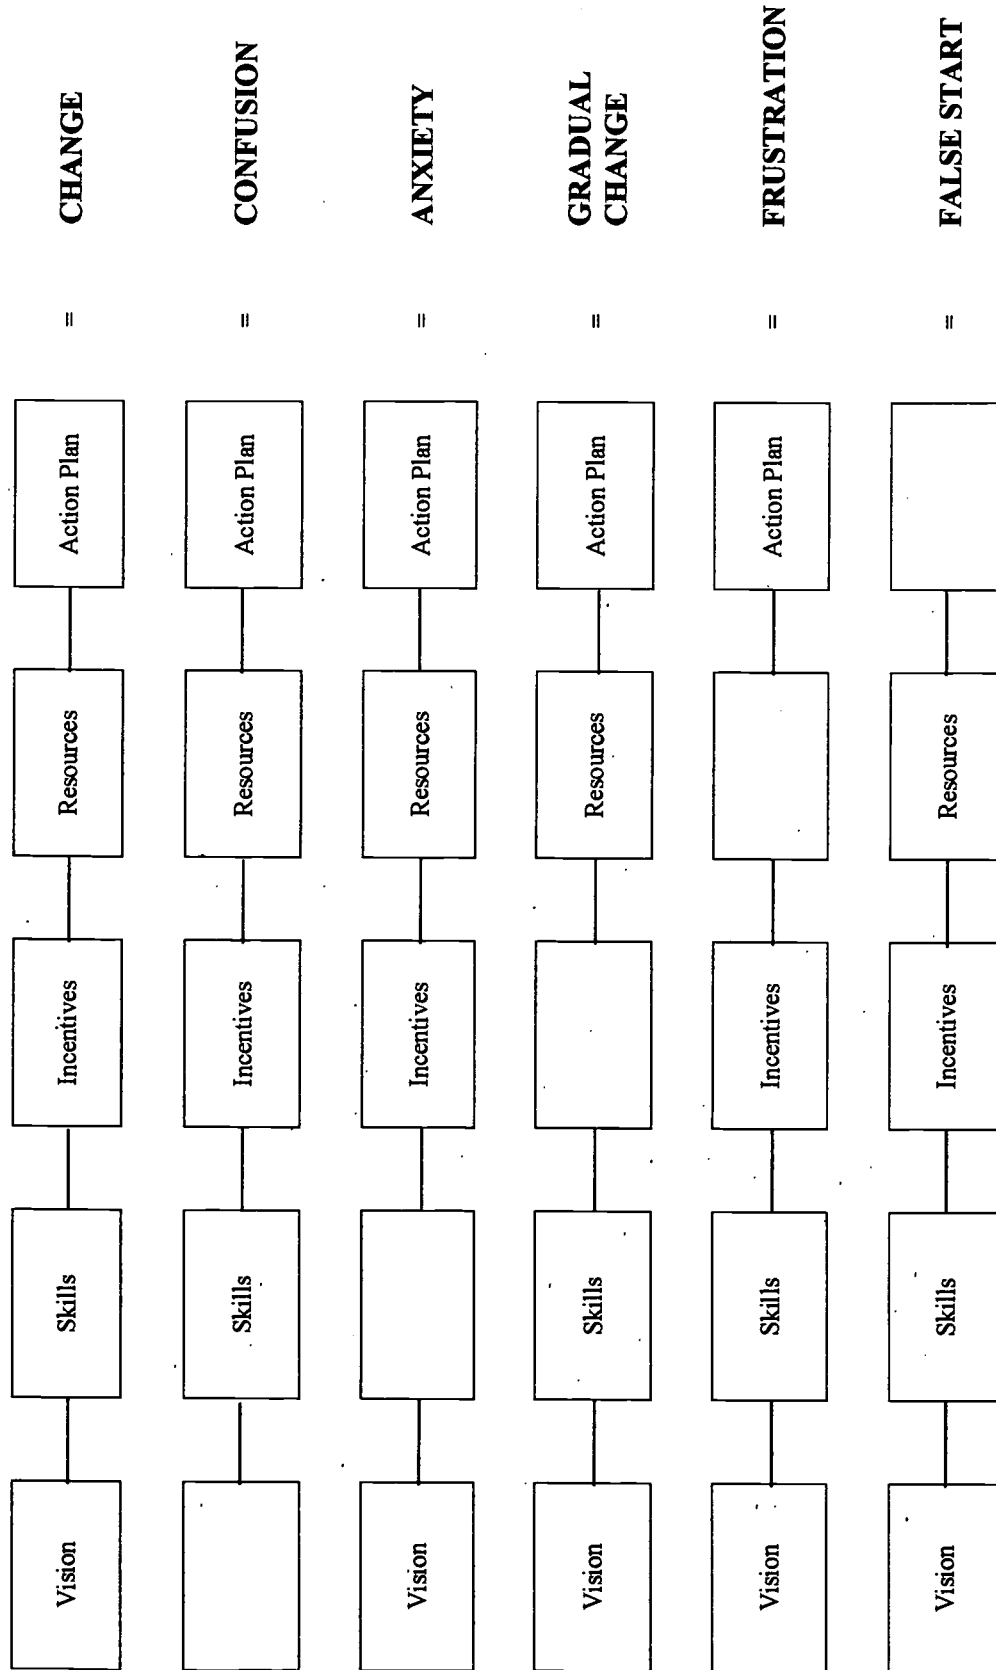 Vision Skills Incentives Resources Action Plan = CHANGE
Skills Incentives Resources Action Plan = CONFUSION
Vision Incentives Resources Action Plan = ANXIETY
Vision Skills Resources Action Plan = GRADUAL
CHANGE
Vision Skills Incentives Action Plan = FRUSTRATION
Vision Skills Incentives Resources = FALSE START